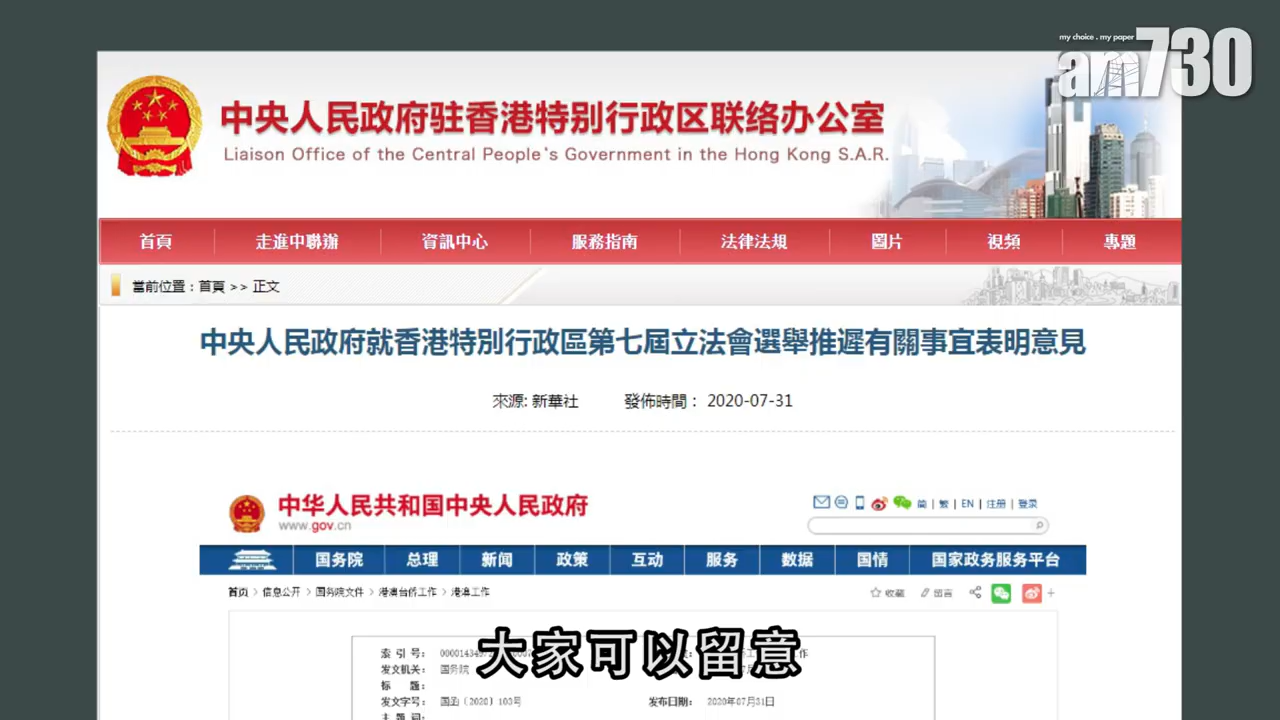 my choice . my paper
am730
中央人民政府驻香港特别行政区联络办公室
Liaison Office of the Central People's Government in the Hong Kong S.A.R.
首頁 走進中聯辦 資訊中心 服務指南 法律法規 圖片 視頻 專題
當前位置：首頁 >> 正文
中央人民政府就香港特別行政區第七屆立法會選舉推遲有關事宜表明意見
來源: 新華社 發佈時間： 2020-07-31
中华人民共和国中央人民政府
www.gov.cn
简 | 繁 | EN | 注册 | 登录
国务院 总理 新闻 政策 互动 服务 数据 国情 国家政务服务平台
首页 > 信息公开 > 国务院文件 > 港澳台侨工作 > 港澳工作
收藏 留言
索 引 号：
发文机关： 国务院
标 题：
发文字号： 国函〔2020〕103号 发布日期： 2020年07月31日
主 题 词：
大家可以留意